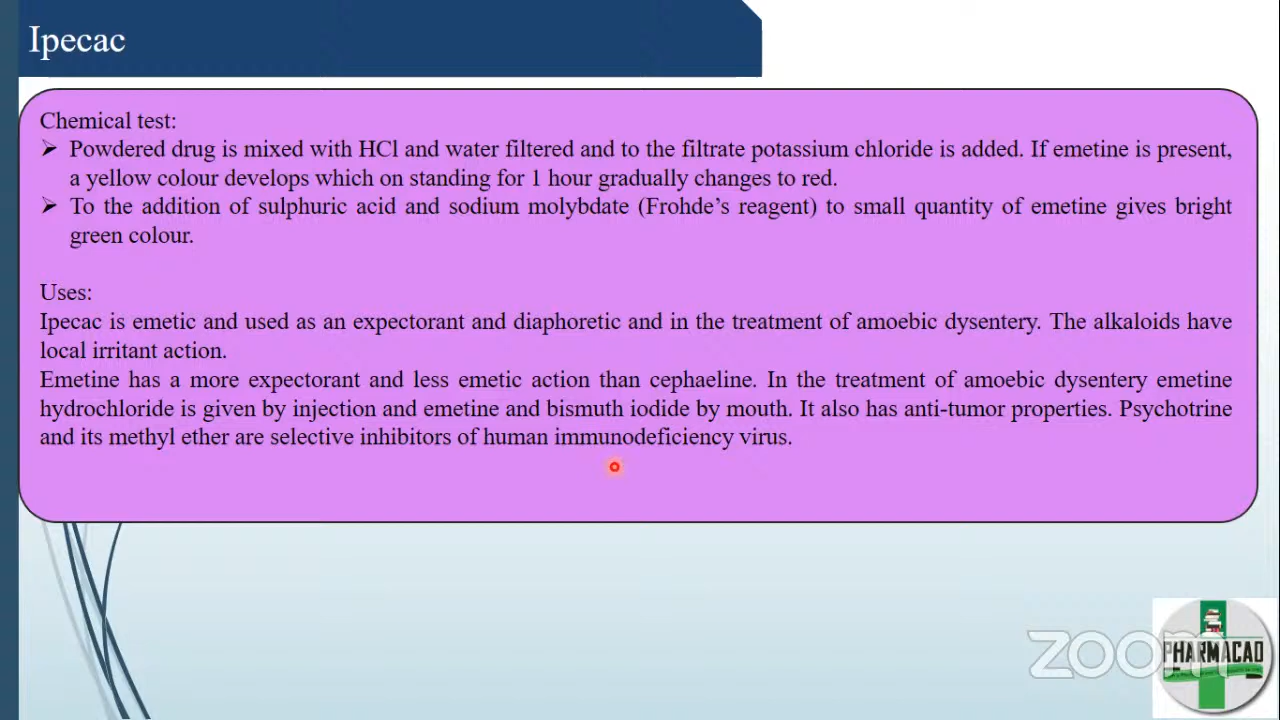 Ipecac
Chemical test:
➢ Powdered drug is mixed with HCl and water filtered and to the filtrate potassium chloride is added. If emetine is present,
a yellow colour develops which on standing for 1 hour gradually changes to red.
➢ To the addition of sulphuric acid and sodium molybdate (Frohde’s reagent) to small quantity of emetine gives bright
green colour.
Uses:
Ipecac is emetic and used as an expectorant and diaphoretic and in the treatment of amoebic dysentery. The alkaloids have
local irritant action.
Emetine has a more expectorant and less emetic action than cephaeline. In the treatment of amoebic dysentery emetine
hydrochloride is given by injection and emetine and bismuth iodide by mouth. It also has anti-tumor properties. Psychotrine
and its methyl ether are selective inhibitors of human immunodeficiency virus.
zoom
PHARMACAD